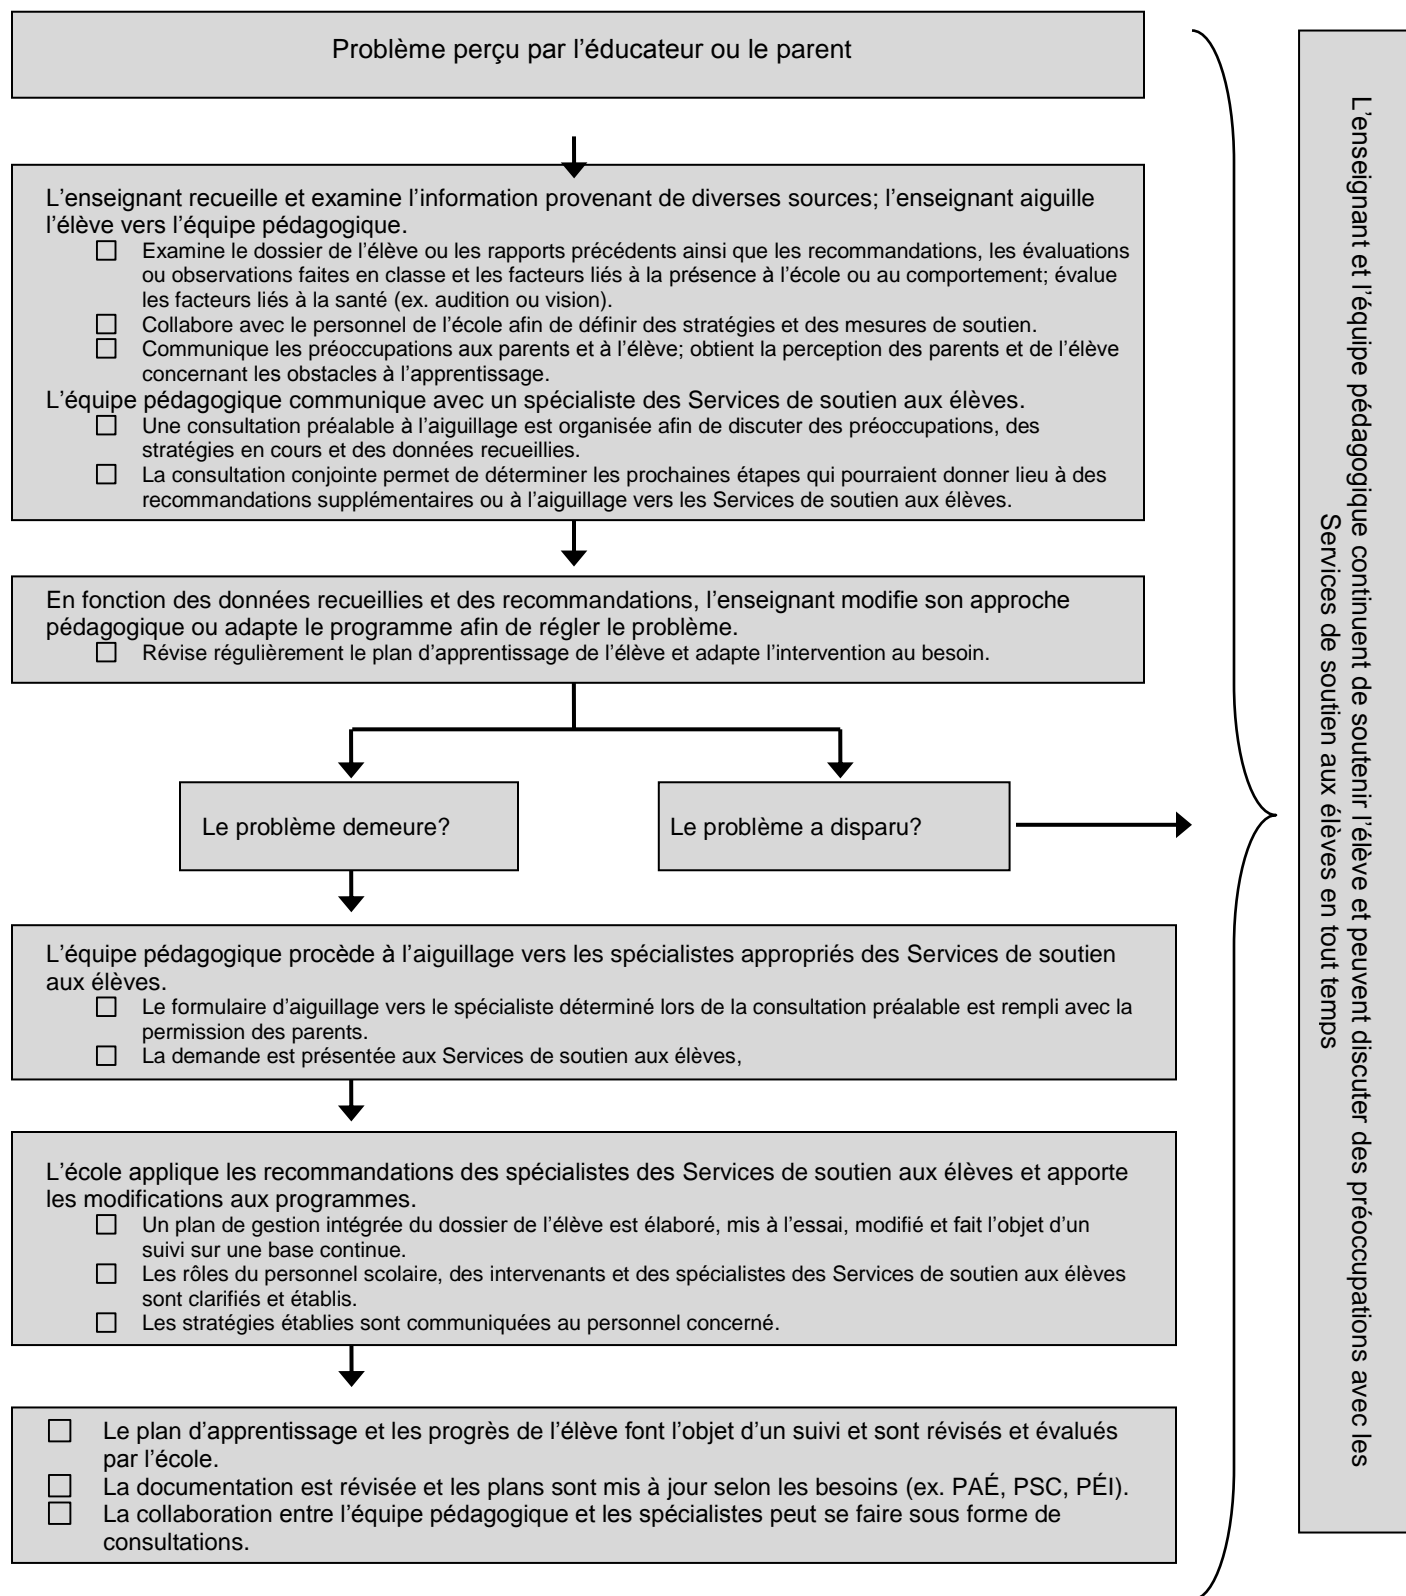 Problème perçu par l’éducateur ou le parent
L’enseignant recueille et examine l’information provenant de diverses sources; l’enseignant aiguille
l’élève vers l’équipe pédagogique.
☐ Examine le dossier de l’élève ou les rapports précédents ainsi que les recommandations, les évaluations
ou observations faites en classe et les facteurs liés à la présence à l’école ou au comportement; évalue
les facteurs liés à la santé (ex. audition ou vision).
☐ Collabore avec le personnel de l’école afin de définir des stratégies et des mesures de soutien.
☐ Communique les préoccupations aux parents et à l’élève; obtient la perception des parents et de l’élève
concernant les obstacles à l’apprentissage.
L’équipe pédagogique communique avec un spécialiste des Services de soutien aux élèves.
☐ Une consultation préalable à l’aiguillage est organisée afin de discuter des préoccupations, des
stratégies en cours et des données recueillies.
☐ La consultation conjointe permet de déterminer les prochaines étapes qui pourraient donner lieu à des
recommandations supplémentaires ou à l’aiguillage vers les Services de soutien aux élèves.
En fonction des données recueillies et des recommandations, l’enseignant modifie son approche
pédagogique ou adapte le programme afin de régler le problème.
☐ Révise régulièrement le plan d’apprentissage de l’élève et adapte l’intervention au besoin.
Le problème demeure?
Le problème a disparu?
L’équipe pédagogique procède à l’aiguillage vers les spécialistes appropriés des Services de soutien
aux élèves.
☐ Le formulaire d’aiguillage vers le spécialiste déterminé lors de la consultation préalable est rempli avec la
permission des parents.
☐ La demande est présentée aux Services de soutien aux élèves,
L’école applique les recommandations des spécialistes des Services de soutien aux élèves et apporte
les modifications aux programmes.
☐ Un plan de gestion intégrée du dossier de l’élève est élaboré, mis à l’essai, modifié et fait l’objet d’un
suivi sur une base continue.
☐ Les rôles du personnel scolaire, des intervenants et des spécialistes des Services de soutien aux élèves
sont clarifiés et établis.
☐ Les stratégies établies sont communiquées au personnel concerné.
☐ Le plan d’apprentissage et les progrès de l’élève font l’objet d’un suivi et sont révisés et évalués
par l’école.
☐ La documentation est révisée et les plans sont mis à jour selon les besoins (ex. PAÉ, PSC, PÉI).
☐ La collaboration entre l’équipe pédagogique et les spécialistes peut se faire sous forme de
consultations.
L’enseignant et l’équipe pédagogique continuent de soutenir l’élève et peuvent discuter des préoccupations avec les
Services de soutien aux élèves en tout temps